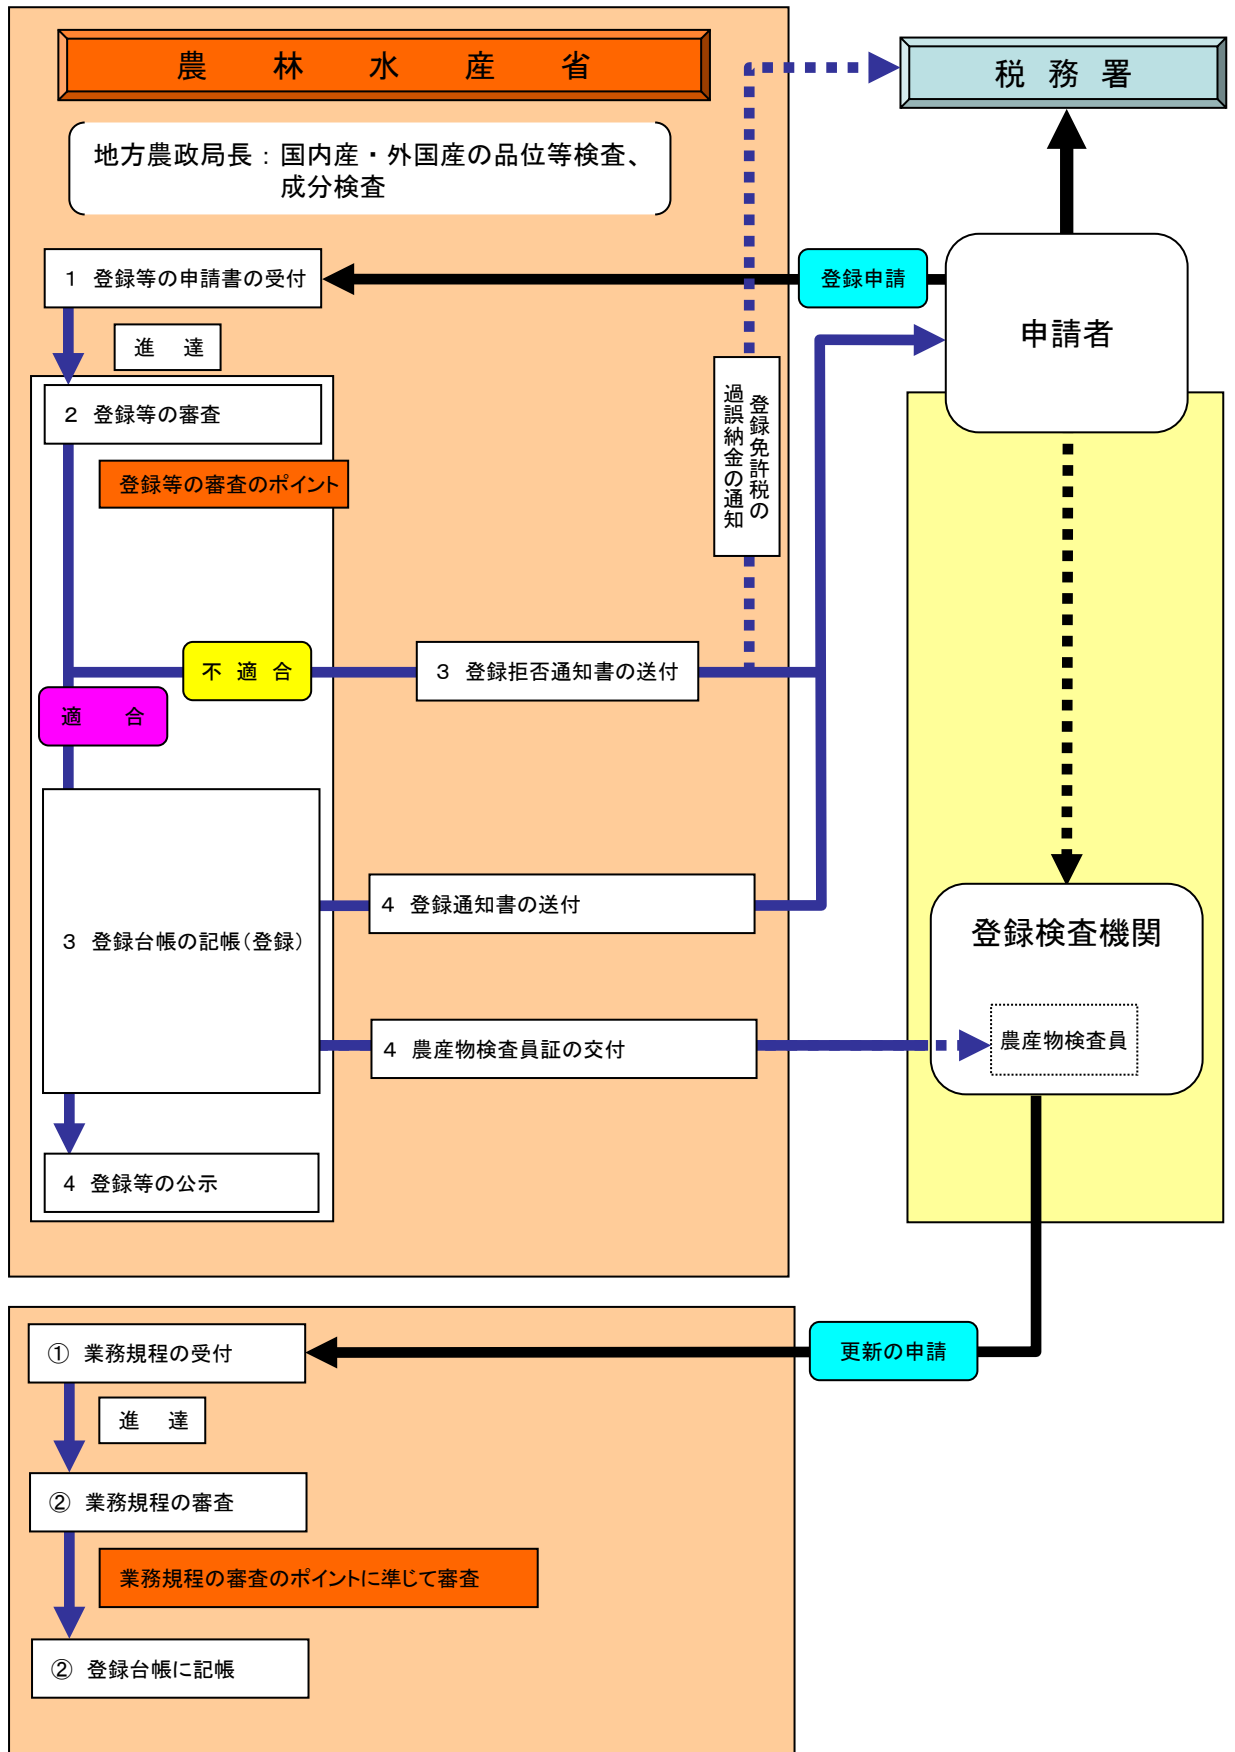 農林水産省
税務署
地方農政局長：国内産・外国産の品位等検査、
成分検査
１ 登録等の申請書の受付
登録申請
申請者
進　達
２ 登録等の審査
登録等の審査のポイント
登録免許税の
過誤納金の通知
不 適 合
３ 登録拒否通知書の送付
適　合
３ 登録台帳の記帳（登録）
４ 登録通知書の送付
登録検査機関
４ 農産物検査員証の交付
農産物検査員
４ 登録等の公示
① 業務規程の受付
更新の申請
進　達
② 業務規程の審査
業務規程の審査のポイントに準じて審査
② 登録台帳に記帳